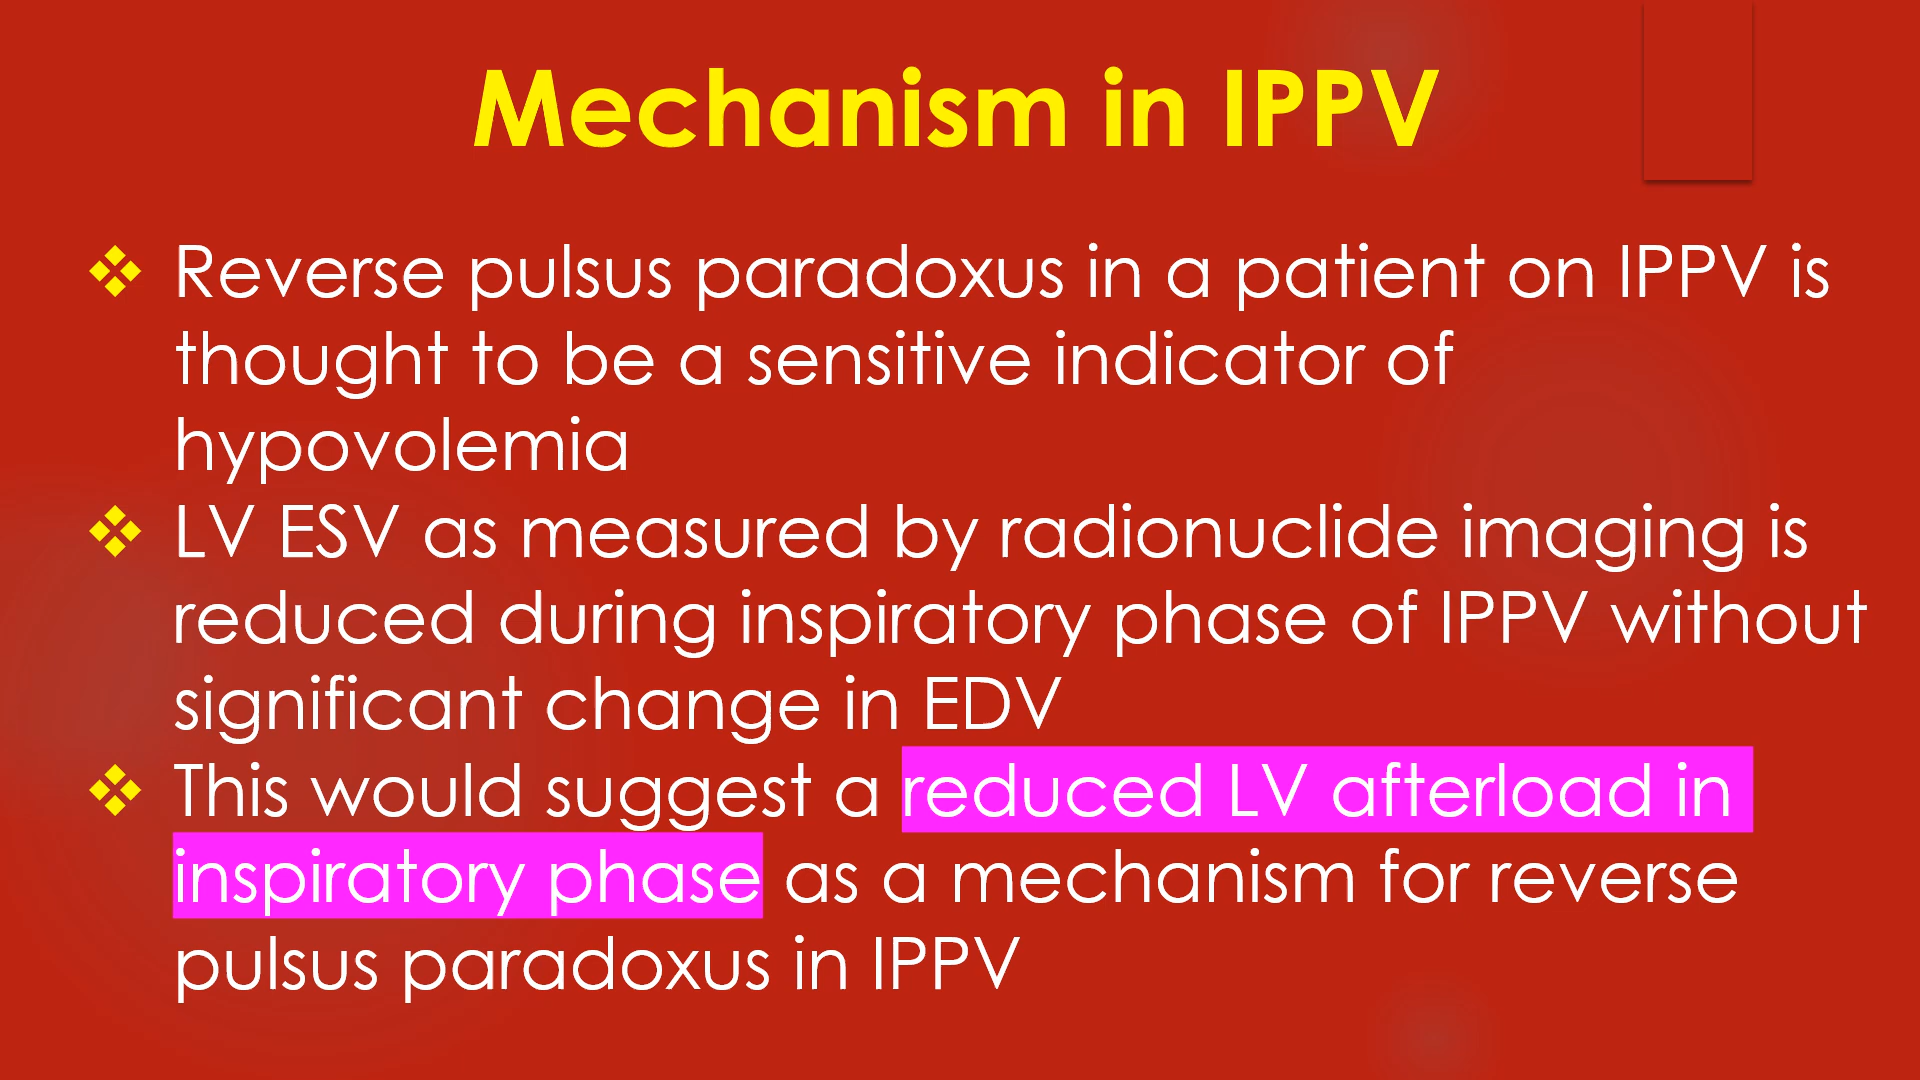 Mechanism in IPPV
❖ Reverse pulsus paradoxus in a patient on IPPV is
thought to be a sensitive indicator of
hypovolemia
❖ LV ESV as measured by radionuclide imaging is
reduced during inspiratory phase of IPPV without
significant change in EDV
❖ This would suggest a reduced LV afterload in
inspiratory phase as a mechanism for reverse
pulsus paradoxus in IPPV